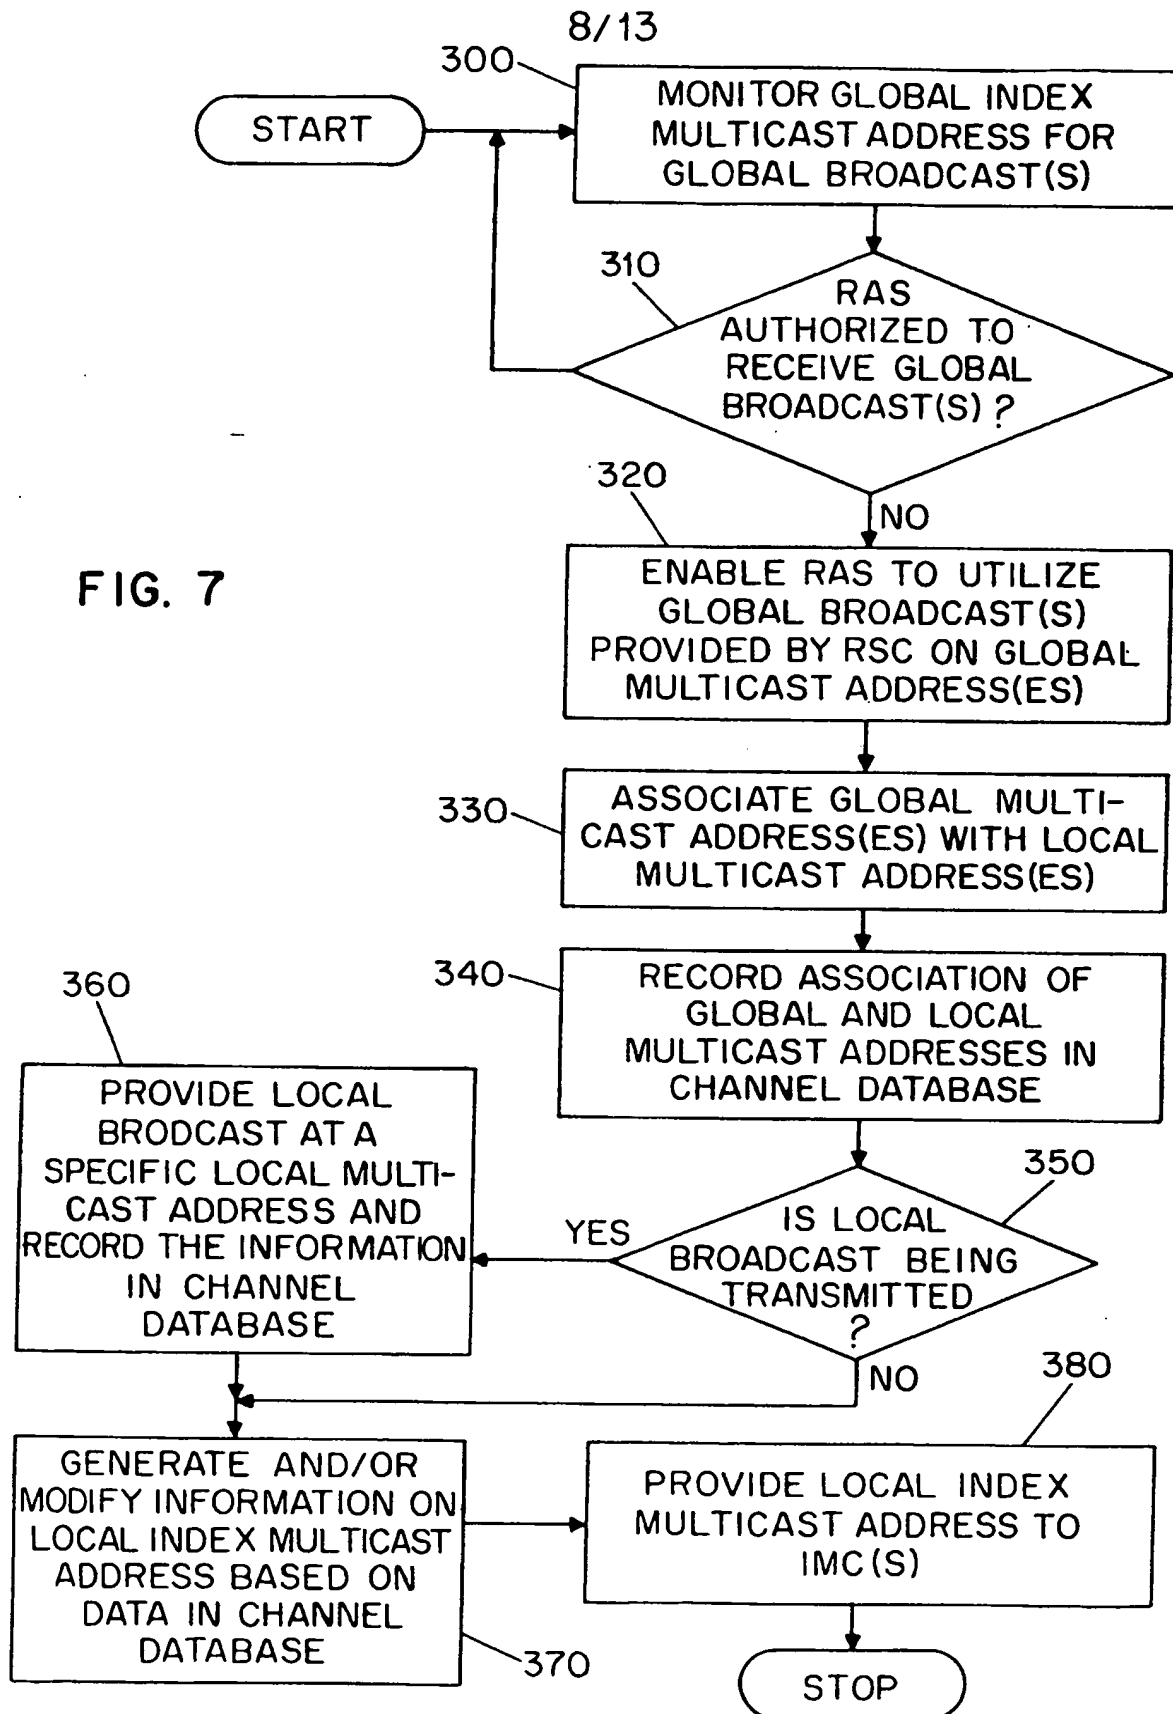 8/13
300
START
MONITOR GLOBAL INDEX
MULTICAST ADDRESS FOR
GLOBAL BROADCAST(S)
310
RAS
AUTHORIZED TO
RECEIVE GLOBAL
BROADCAST(S)?
320
NO
FIG. 7
ENABLE RAS TO UTILIZE
GLOBAL BROADCAST(S)
PROVIDED BY RSC ON GLOBAL
MULTICAST ADDRESS(ES)
330
ASSOCIATE GLOBAL MULTI-
CAST ADDRESS(ES) WITH LOCAL
MULTICAST ADDRESS(ES)
340
RECORD ASSOCIATION OF
GLOBAL AND LOCAL
MULTICAST ADDRESSES IN
CHANNEL DATABASE
360
PROVIDE LOCAL
BRODCAST AT A
SPECIFIC LOCAL MULTI-
CAST ADDRESS AND
RECORD THE INFORMATION
IN CHANNEL
DATABASE
350
YES
IS LOCAL
BROADCAST BEING
TRANSMITTED
?
NO
380
GENERATE AND/OR
MODIFY INFORMATION ON
LOCAL INDEX MULTICAST
ADDRESS BASED ON
DATA IN CHANNEL
DATABASE
370
PROVIDE LOCAL INDEX
MULTICAST ADDRESS TO
IMC(S)
STOP